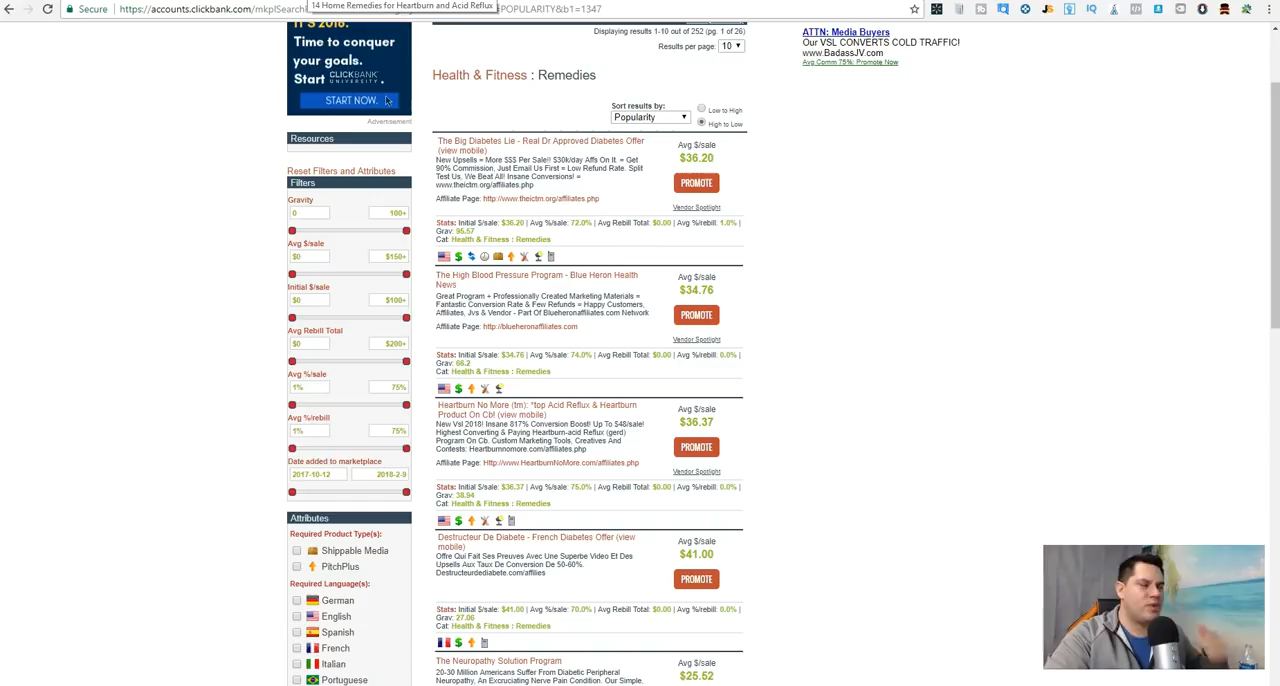 14 Home Remedies for Heartburn and Acid Reflux
Secure
https://accounts.clickbank.com/mkplSearch
=POPULARITY&b1=1347
IT'S 2018.
Time to conquer
your goals.
Start CLICKBANK UNIVERSITY.
START NOW.
Advertisement
Resources
Reset Filters and Attributes
Filters
Gravity
0 100+
Avg $/sale
$0 $150+
Initial $/sale
$0 $100+
Avg Rebill Total
$0 $200+
Avg %/sale
1% 75%
Avg %/rebill
1% 75%
Date added to marketplace
2017-10-12 2018-2-9
Attributes
Required Product Type(s):
Shippable Media
PitchPlus
Required Language(s):
German
English
Spanish
French
Italian
Portuguese
Displaying results 1-10 out of 252 (pg. 1 of 26)
Results per page: 10
Health & Fitness : Remedies
Sort results by:
Popularity
Low to High
High to Low
The Big Diabetes Lie - Real Dr Approved Diabetes Offer
(view mobile)
New Upsells = More $$$ Per Sale!! $30k/day Affs On It. = Get
90% Commission, Just Email Us First = Low Refund Rate. Split
Test Us, We Beat All! Insane Conversions! =
www.theictm.org/affiliates.php
Affiliate Page: http://www.theictm.org/affiliates.php
Avg $/sale
$36.20
PROMOTE
Vendor Spotlight
Stats: Initial $/sale: $36.20 | Avg %/sale: 72.0% | Avg Rebill Total: $0.00 | Avg %/rebill: 1.0% |
Grav: 95.57
Cat: Health & Fitness : Remedies
The High Blood Pressure Program - Blue Heron Health
News
Great Program + Professionally Created Marketing Materials =
Fantastic Conversion Rate & Few Refunds = Happy Customers,
Affiliates, Jvs & Vendor - Part Of Blueheronaffiliates.com Network
Affiliate Page: http://blueheronaffiliates.com
Avg $/sale
$34.76
PROMOTE
Vendor Spotlight
Stats: Initial $/sale: $34.76 | Avg %/sale: 74.0% | Avg Rebill Total: $0.00 | Avg %/rebill: 0.0% |
Grav: 66.2
Cat: Health & Fitness : Remedies
Heartburn No More (tm): *top Acid Reflux & Heartburn
Product On Cb! (view mobile)
New Vsl 2018! Insane 817% Conversion Boost! Up To $48/sale!
Highest Converting & Paying Heartburn-acid Reflux (gerd)
Program On Cb. Custom Marketing Tools, Creatives And
Contests: Heartburnnomore.com/affiliates.php
Affiliate Page: Http://www.HeartburnNoMore.com/affiliates.php
Avg $/sale
$36.37
PROMOTE
Vendor Spotlight
Stats: Initial $/sale: $36.37 | Avg %/sale: 75.0% | Avg Rebill Total: $0.00 | Avg %/rebill: 0.0% |
Grav: 38.94
Cat: Health & Fitness : Remedies
Destructeur De Diabete - French Diabetes Offer (view
mobile)
Offre Qui Fait Ses Preuves Avec Une Superbe Video Et Des
Upsells Aux Taux De Conversion De 50-60%.
Destructeurdediabete.com/affilies
Avg $/sale
$41.00
PROMOTE
Stats: Initial $/sale: $41.00 | Avg %/sale: 70.0% | Avg Rebill Total: $0.00 | Avg %/rebill: 0.0% |
Grav: 27.06
Cat: Health & Fitness : Remedies
The Neuropathy Solution Program
20-30 Million Americans Suffer From Diabetic Peripheral
Neuropathy, An Excruciating Nerve Pain Condition. Our Simple,
Avg $/sale
$25.52
ATTN: Media Buyers
Our VSL CONVERTS COLD TRAFFIC!
www.BadassJV.com
Avg Comm 75%: Promote Now